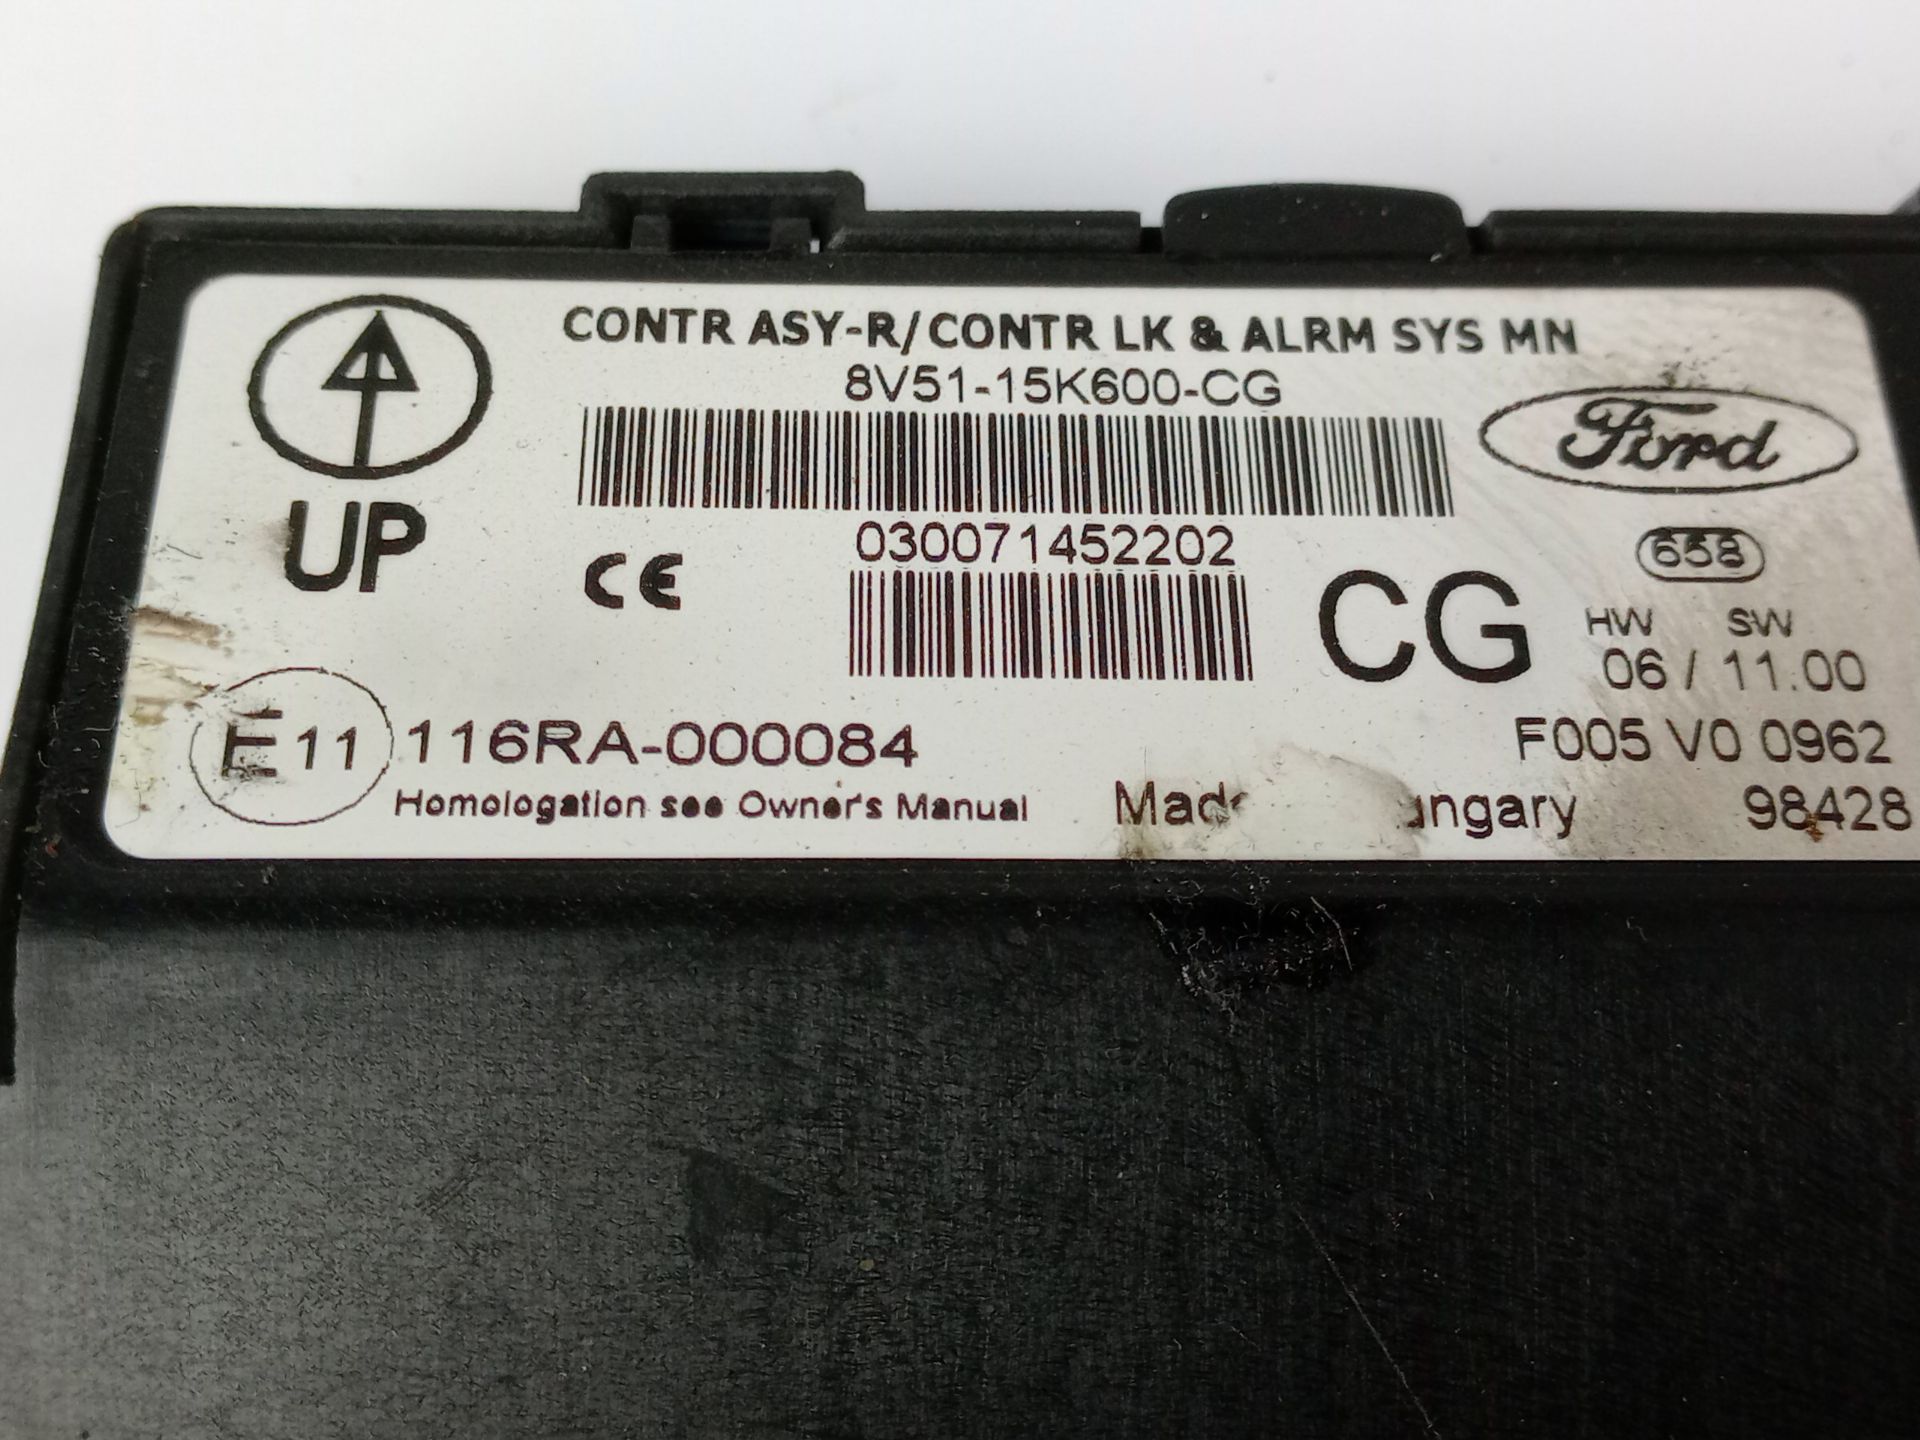 CONTR ASY-R/CONTR LK & ALRM SYS MN
8V51-15K600-CG
Ford
UP
CE
030071452202
CG
658
HW SW
06 / 11.00
E11 116RA-000084
F005 V0 0962
Homologation see Owner's Manual
98428